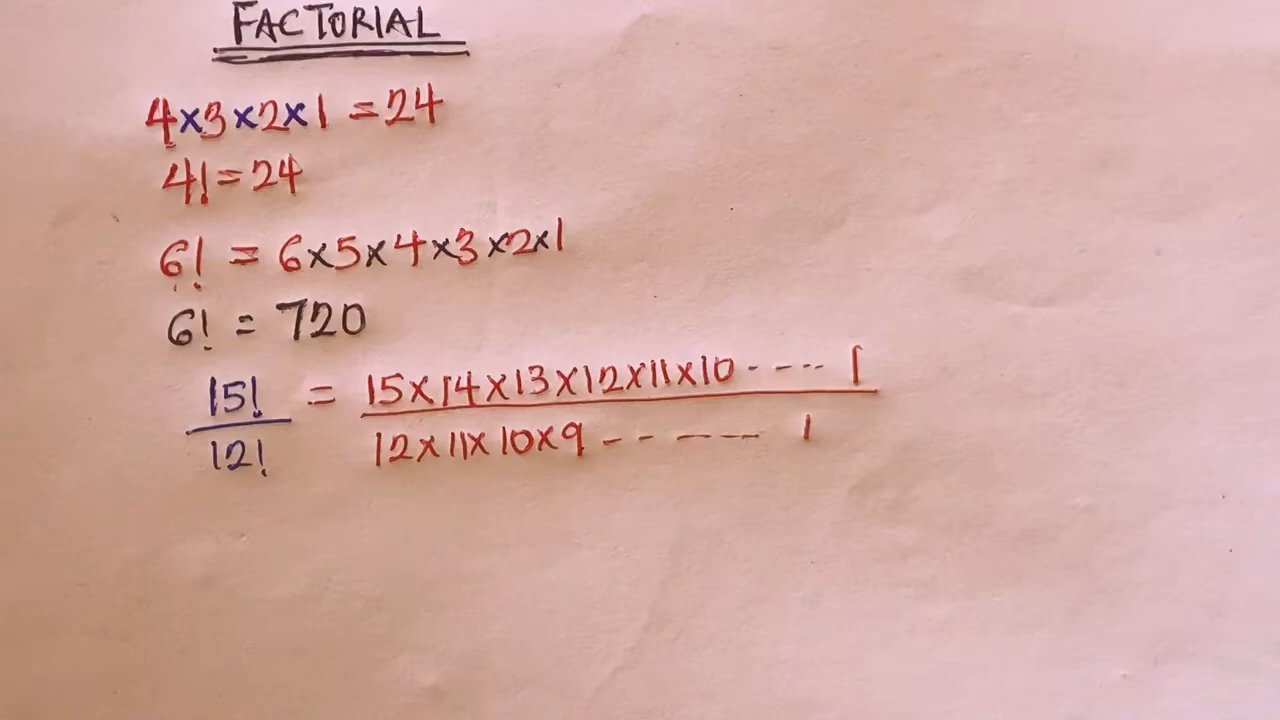 FACTORIAL
4×3×2×1 = 24
4! = 24
6! = 6×5×4×3×2×1
6! = 720
15! = 15×14×13×12×11×10 ---- 1
12! 12×11×10×9 ----- 1